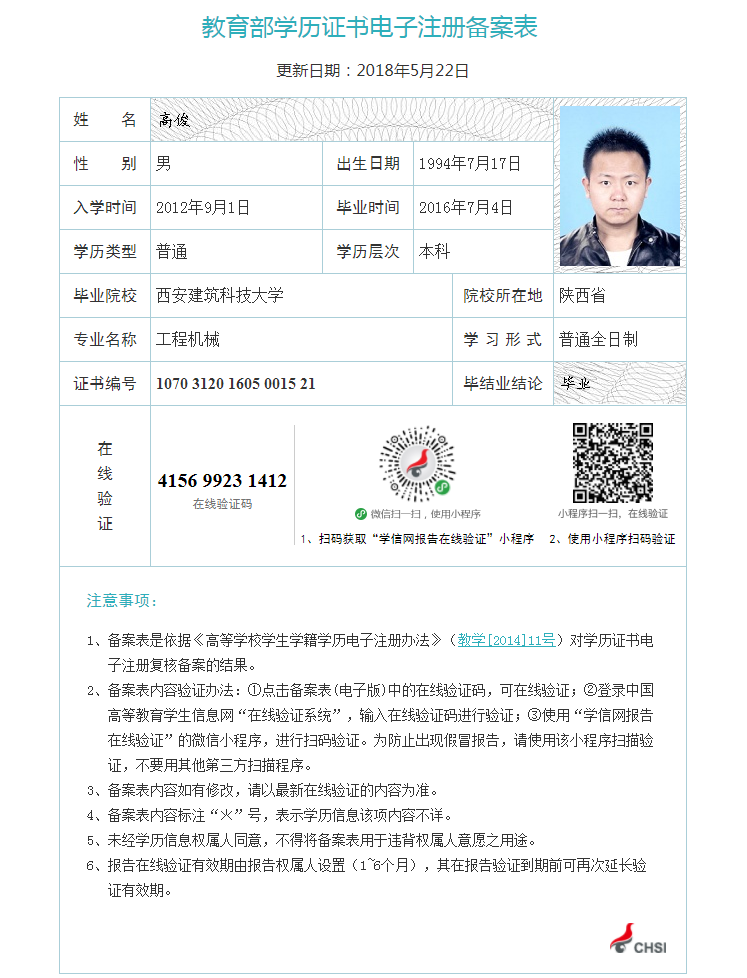 教育部学历证书电子注册备案表
更新日期：2018年5月22日
姓 名 高俊
性 别 男 出生日期 1994年7月17日
入学时间 2012年9月1日 毕业时间 2016年7月4日
学历类型 普通 学历层次 本科
毕业院校 西安建筑科技大学 院校所在地 陕西省
专业名称 工程机械 学 习 形 式 普通全日制
证书编号 1070 3120 1605 0015 21 毕结业结论 毕业
在线验证
4156 9923 1412
在线验证码
微信扫一扫，使用小程序
1、扫码获取“学信网报告在线验证”小程序
小程序扫一扫，在线验证
2、使用小程序扫码验证
注意事项：
1、备案表是依据《高等学校学生学籍学历电子注册办法》（教学[2014]11号）对学历证书电
子注册复核备案的结果。
2、备案表内容验证办法：①点击备案表(电子版)中的在线验证码，可在线验证；②登录中国
高等教育学生信息网“在线验证系统”，输入在线验证码进行验证；③使用“学信网报告
在线验证”的微信小程序，进行扫码验证。为防止出现假冒报告，请使用该小程序扫描验
证，不要用其他第三方扫描程序。
3、备案表内容如有修改，请以最新在线验证的内容为准。
4、备案表内容标注“火”号，表示学历信息该项内容不详。
5、未经学历信息权属人同意，不得将备案表用于违背权属人意愿之用途。
6、报告在线验证有效期由报告权属人设置（1~6个月），其在报告验证到期前可再次延长验
证有效期。
CHSI